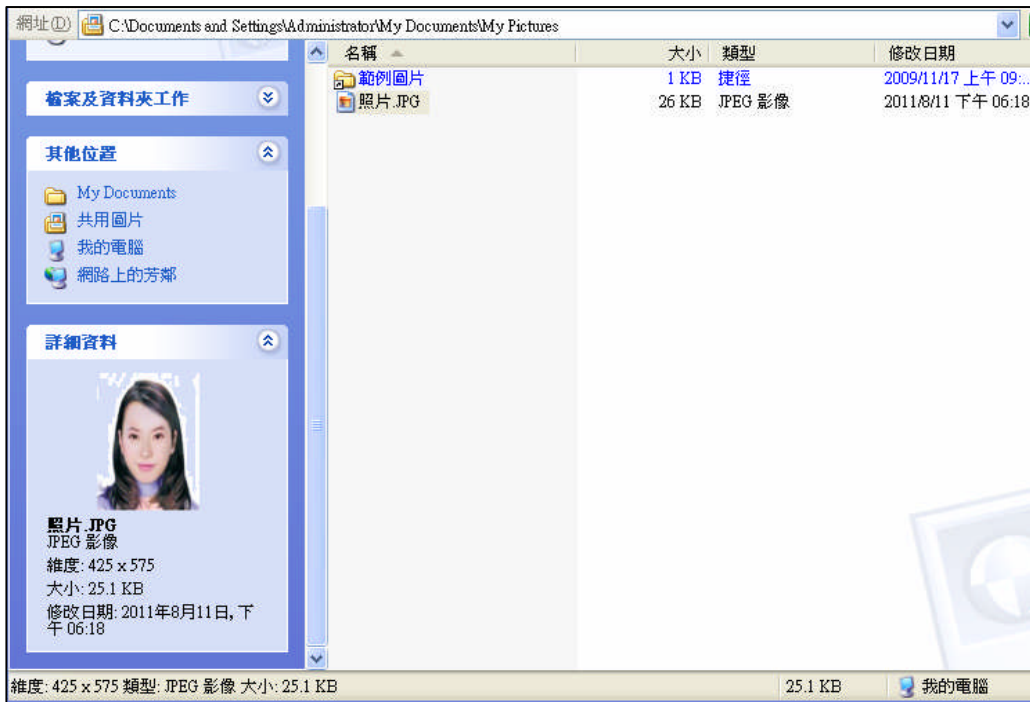 網址(D) C:\Documents and Settings\Administrator\My Documents\My Pictures
名稱 大小 類型 修改日期
範例圖片 1 KB 捷徑 2009/11/17 上午 09:...
照片.JPG 26 KB JPEG 影像 2011/8/11 下午 06:18
檔案及資料夾工作
其他位置
My Documents
共用圖片
我的電腦
網路上的芳鄰
詳細資料
照片.JPG
JPEG 影像
維度: 425 x 575
大小: 25.1 KB
修改日期: 2011年8月11日, 下
午 06:18
維度: 425 x 575 類型: JPEG 影像 大小: 25.1 KB 25.1 KB 我的電腦